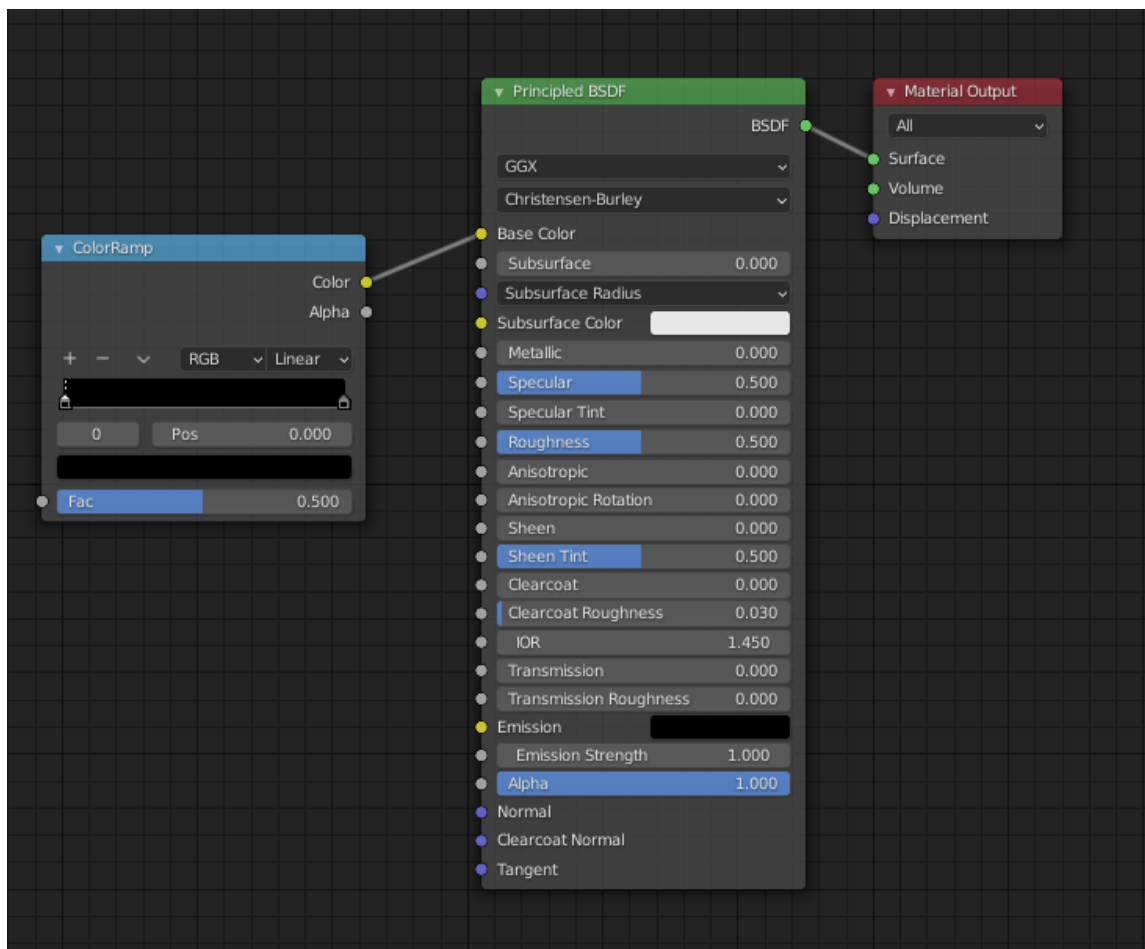 ColorRamp
Color
Alpha
RGB Linear
0 Pos 0.000
Fac 0.500
Principled BSDF
BSDF
GGX
Christensen-Burley
Base Color
Subsurface 0.000
Subsurface Radius
Subsurface Color
Metallic 0.000
Specular 0.500
Specular Tint 0.000
Roughness 0.500
Anisotropic 0.000
Anisotropic Rotation 0.000
Sheen 0.000
Sheen Tint 0.500
Clearcoat 0.000
Clearcoat Roughness 0.030
IOR 1.450
Transmission 0.000
Transmission Roughness 0.000
Emission
Emission Strength 1.000
Alpha 1.000
Normal
Clearcoat Normal
Tangent
Material Output
All
Surface
Volume
Displacement